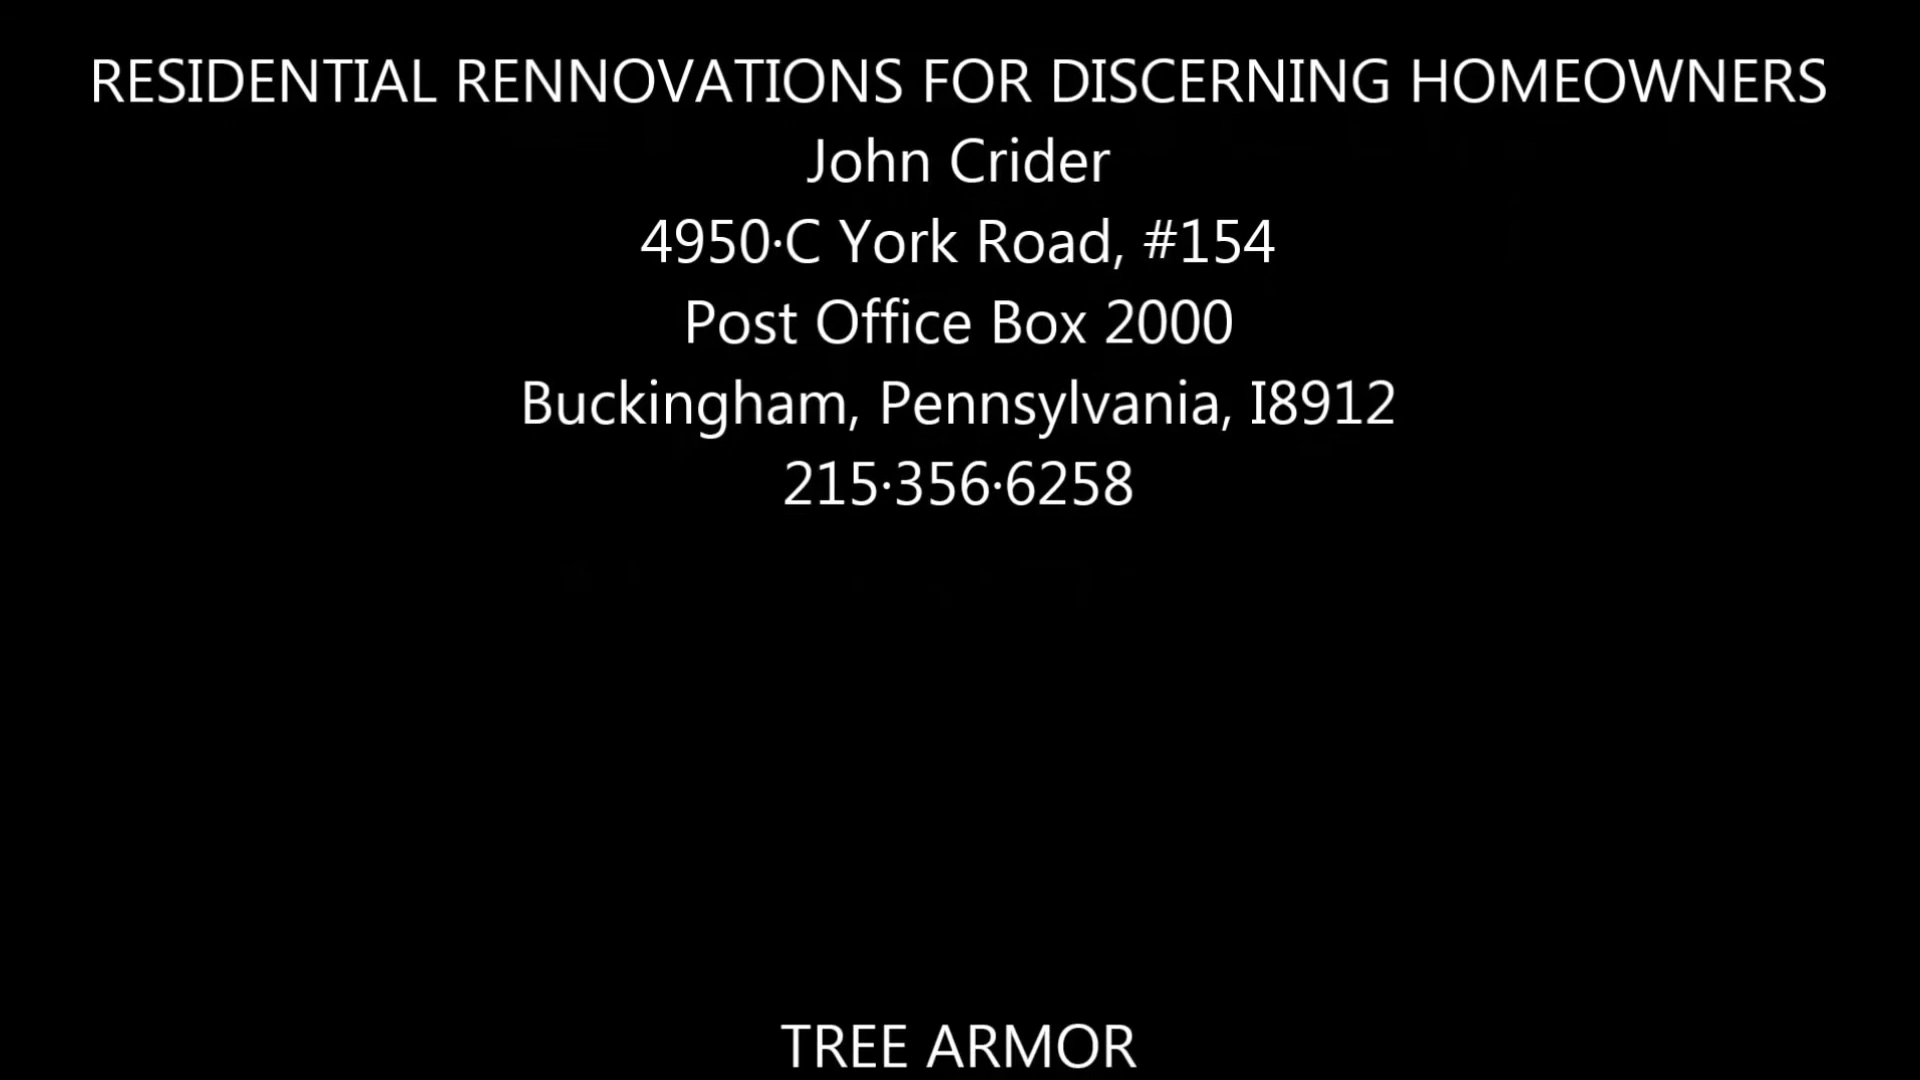 RESIDENTIAL RENNOVATIONS FOR DISCERNING HOMEOWNERS
John Crider
4950·C York Road, #154
Post Office Box 2000
Buckingham, Pennsylvania, I8912
215·356·6258
TREE ARMOR